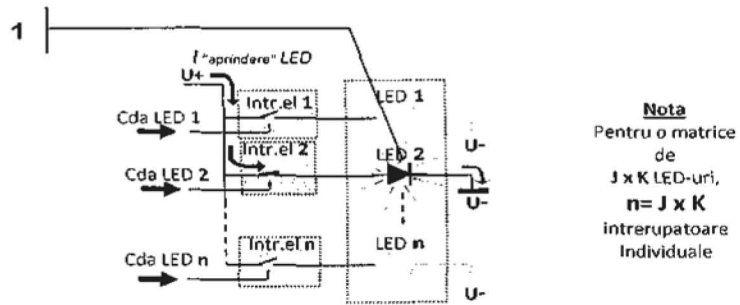 1
I "aprindere" LED
U+
Intr.el 1
LED 1
Cda LED 1
Intr.el 2
LED 2
U-
Cda LED 2
U-
Intr.el n
LED n
Cda LED n
U-
Nota
Pentru o matrice
de
J x K LED-uri,
n= J x K
intrerupatoare
Individuale